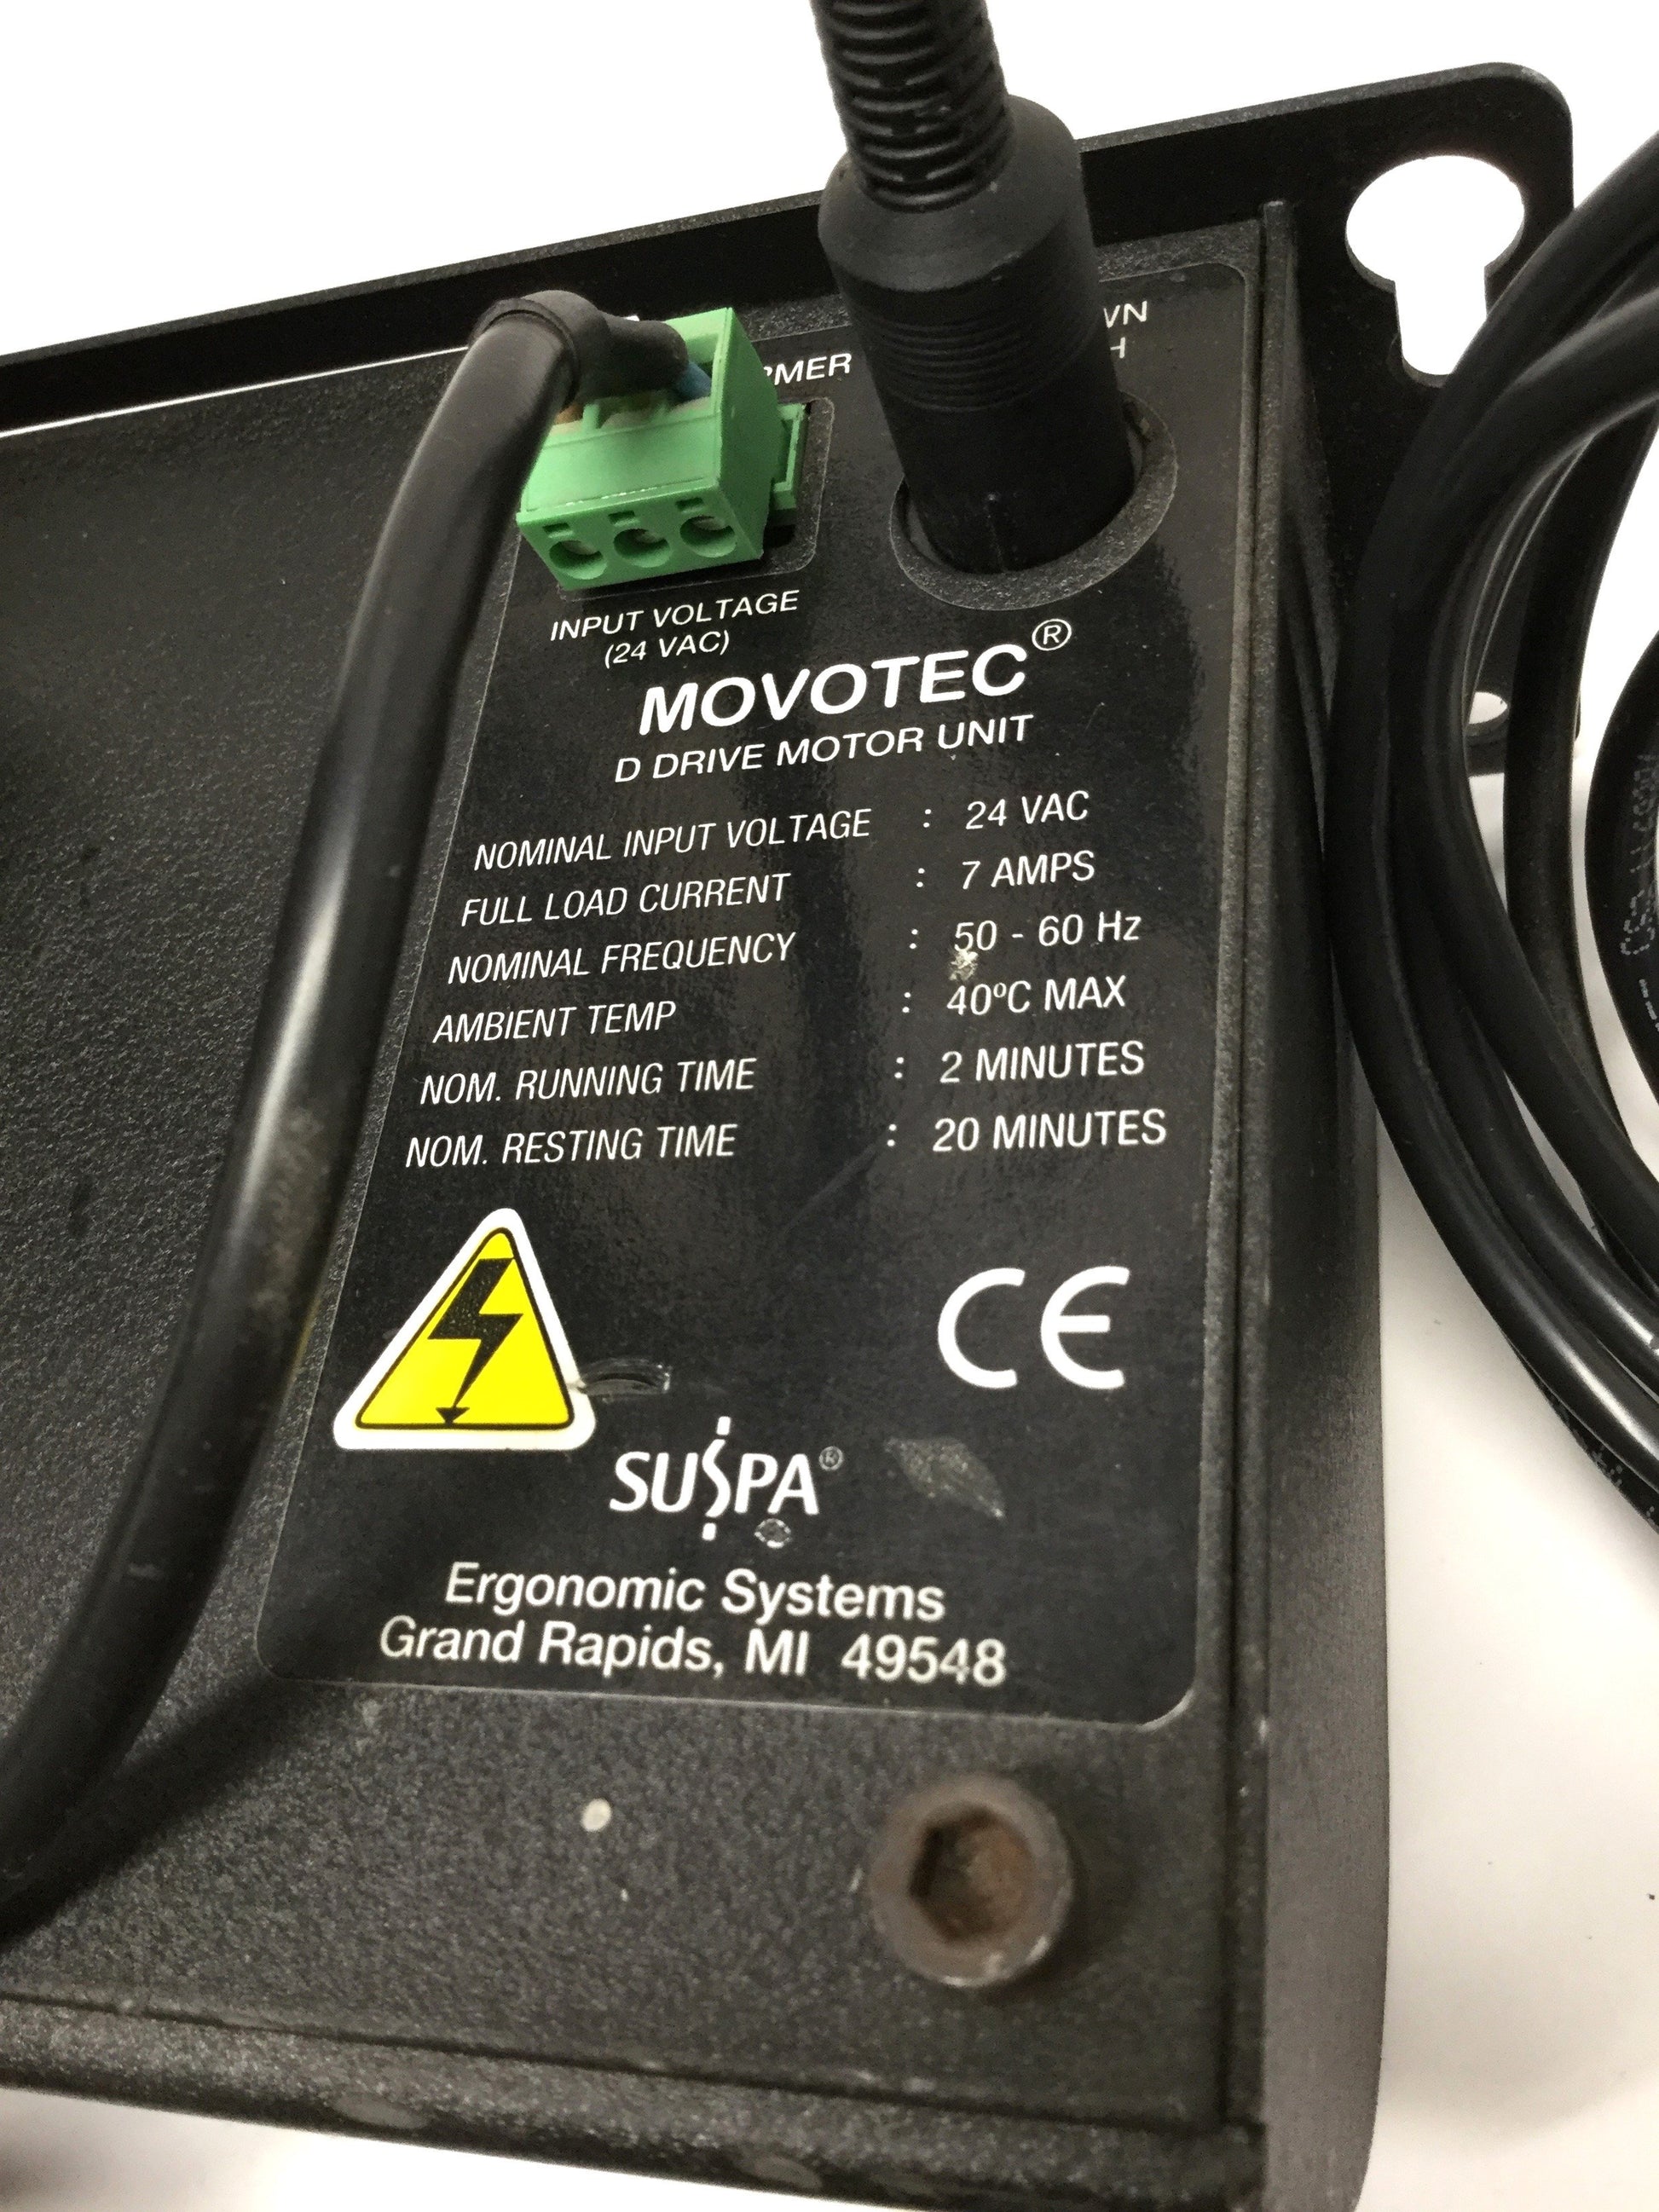 INPUT VOLTAGE
(24 VAC)
MOVOTEC®
D DRIVE MOTOR UNIT
NOMINAL INPUT VOLTAGE : 24 VAC
FULL LOAD CURRENT : 7 AMPS
NOMINAL FREQUENCY : 50 - 60 Hz
AMBIENT TEMP : 40ºC MAX
NOM. RUNNING TIME : 2 MINUTES
NOM. RESTING TIME : 20 MINUTES
CE
SUSPA®
Ergonomic Systems
Grand Rapids, MI 49548